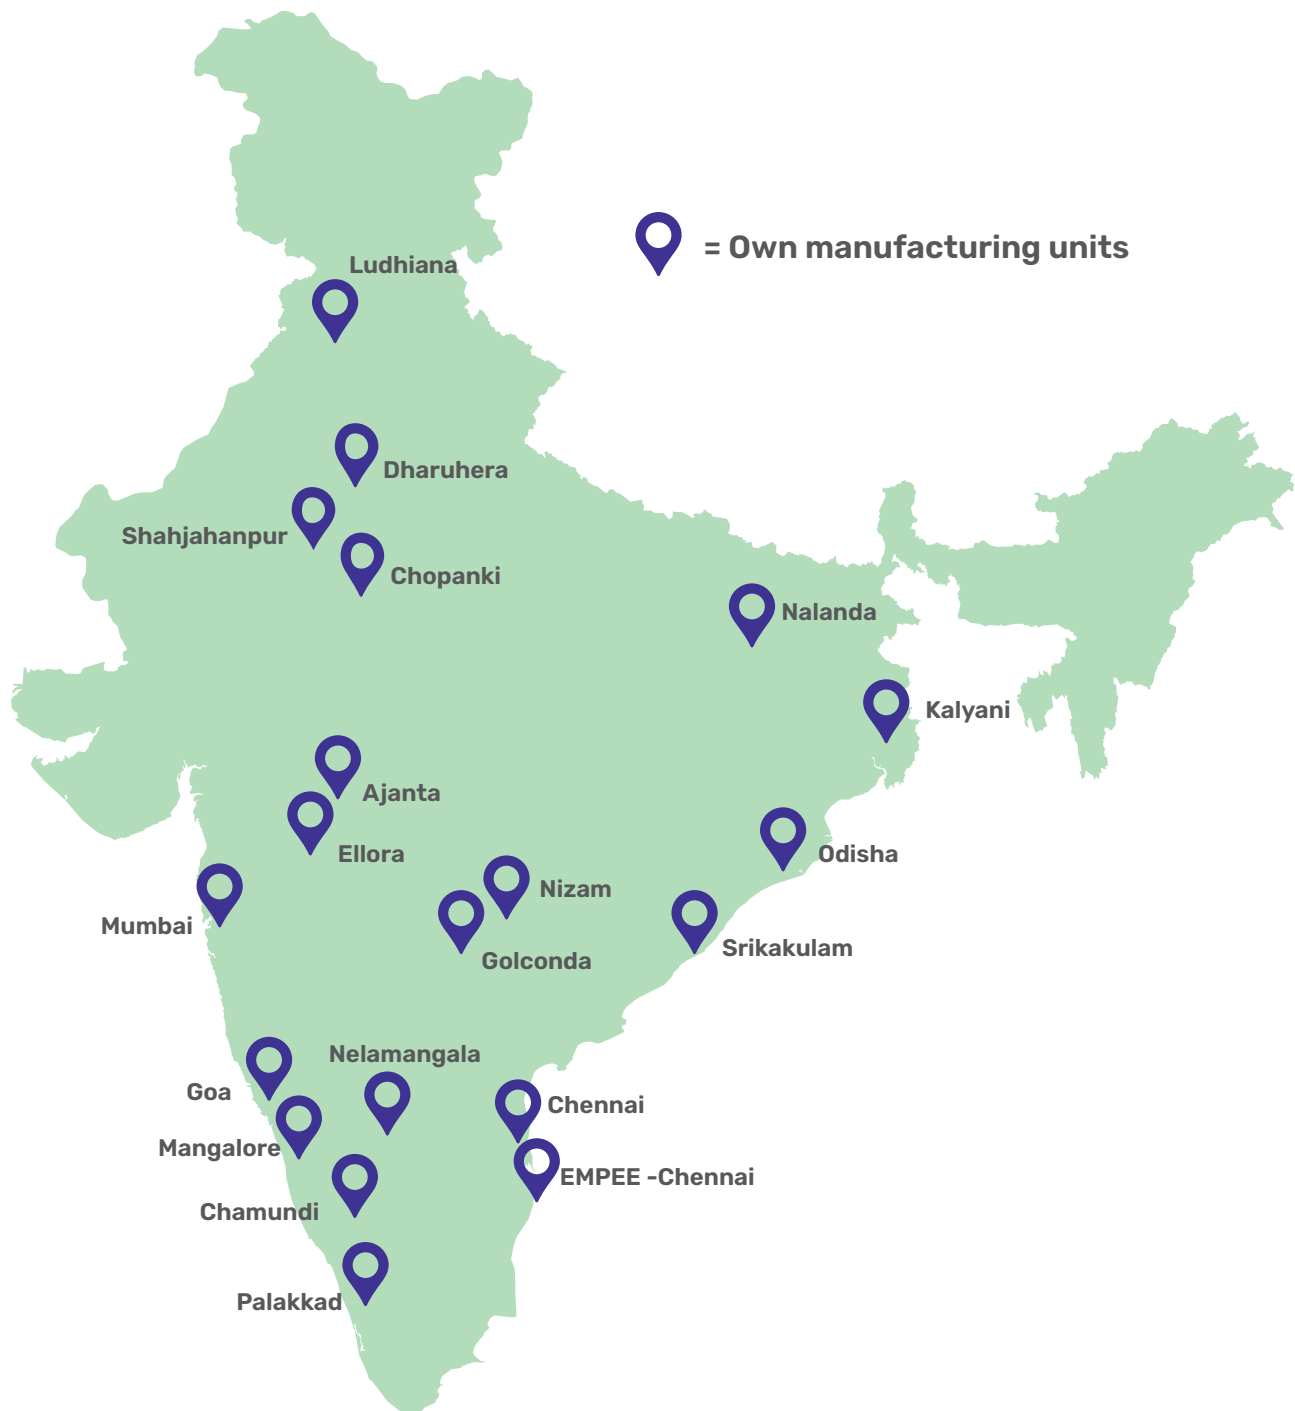 = Own manufacturing units
Ludhiana
Dharuhera
Shahjahanpur
Chopanki
Nalanda
Kalyani
Ajanta
Ellora
Odisha
Nizam
Mumbai
Srikakulam
Golconda
Nelamangala
Goa
Chennai
Mangalore
EMPEE -Chennai
Chamundi
Palakkad